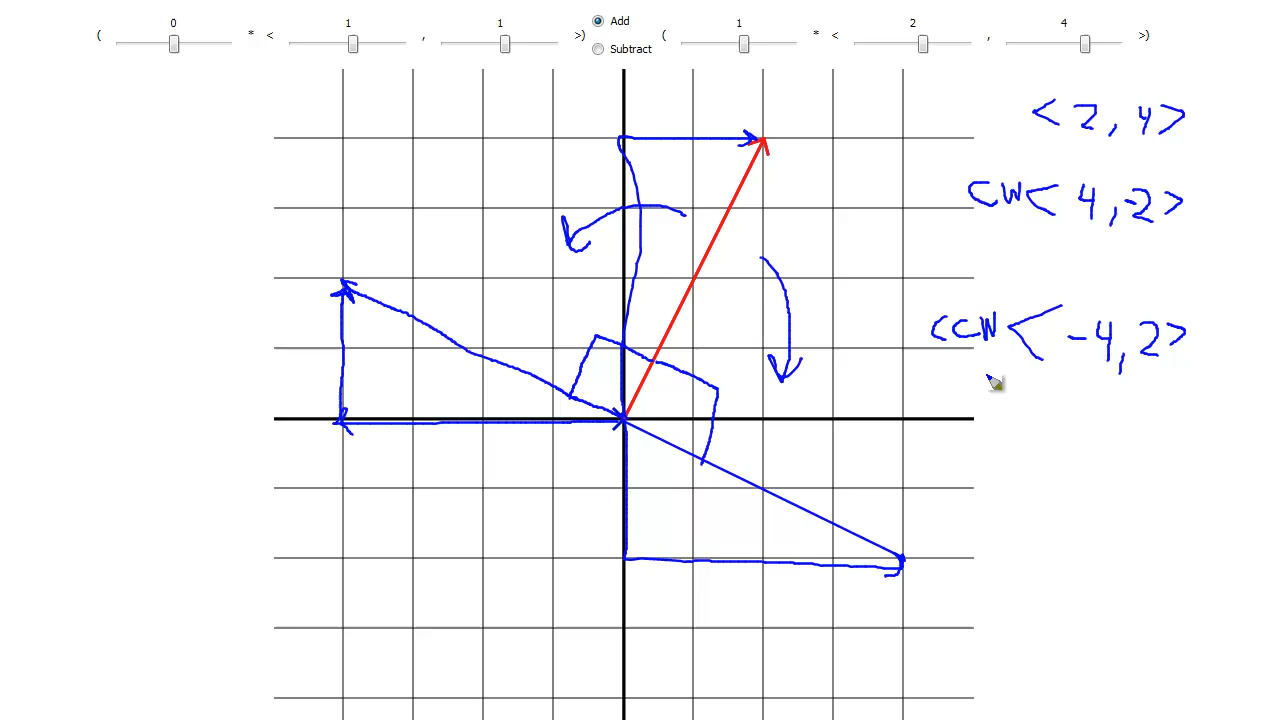 0 1 1 1 2 4
( * < , >) Add ( * < , >)
Subtract
< 2, 4 >
CW < 4, -2 >
CCW < -4, 2 >